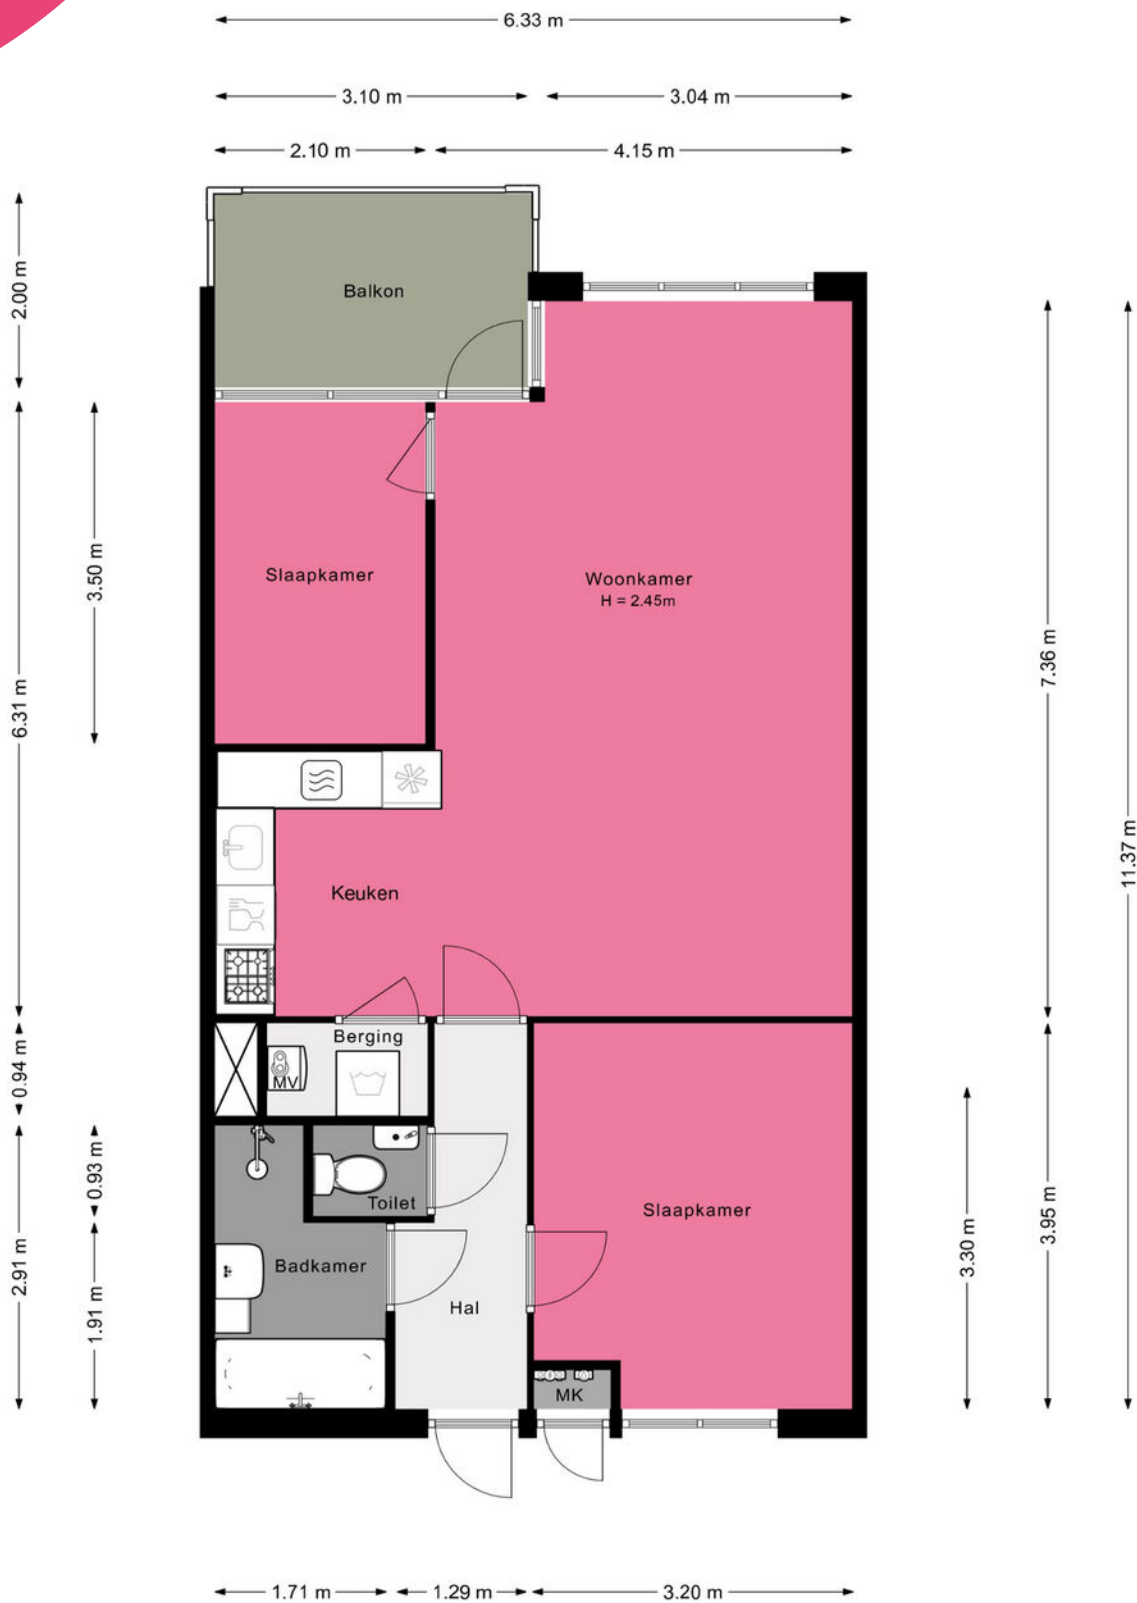 6.33 m
3.10 m
3.04 m
2.10 m
4.15 m
2.00 m
Balkon
3.50 m
Slaapkamer
Woonkamer
H = 2.45m
7.36 m
6.31 m
11.37 m
Keuken
Berging
MV
0.94 m
0.93 m
Toilet
Slaapkamer
3.95 m
3.30 m
2.91 m
Badkamer
1.91 m
Hal
MK
1.71 m
1.29 m
3.20 m